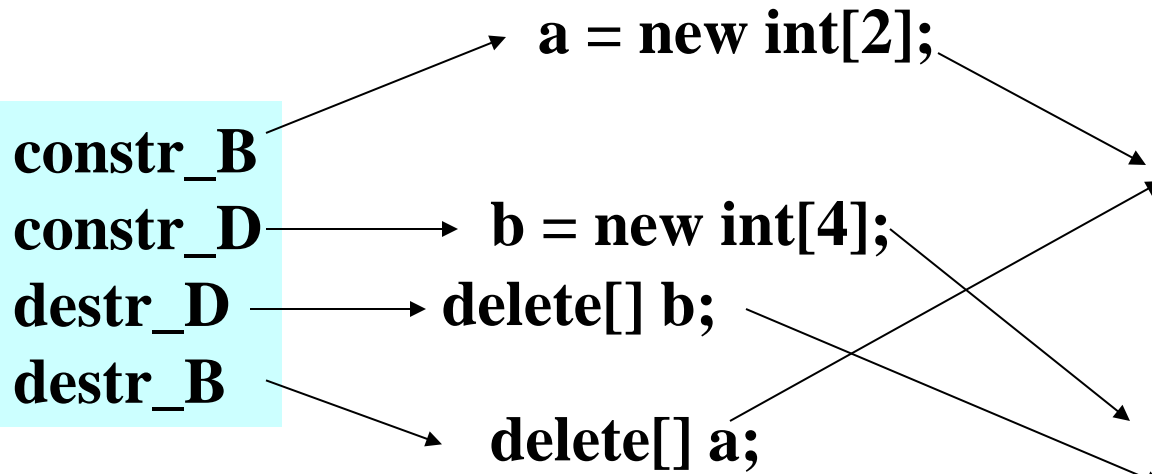 a = new int[2];
constr_B
constr_D
b = new int[4];
destr_D
delete[] b;
destr_B
delete[] a;